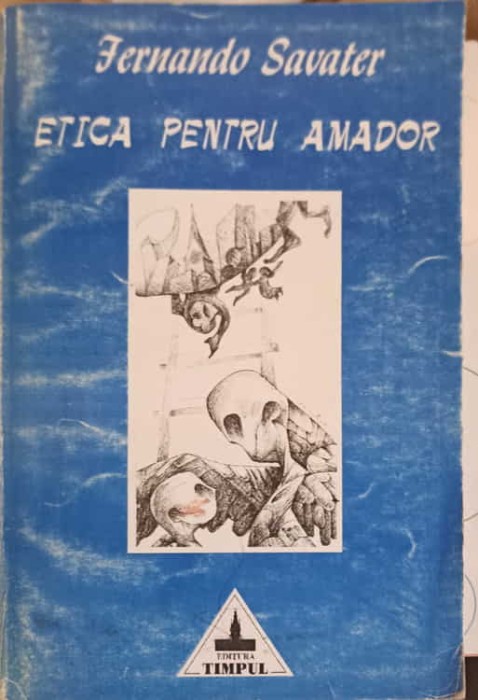 Fernando Savater
ETICA PENTRU AMADOR
EDITURA
TIMPUL